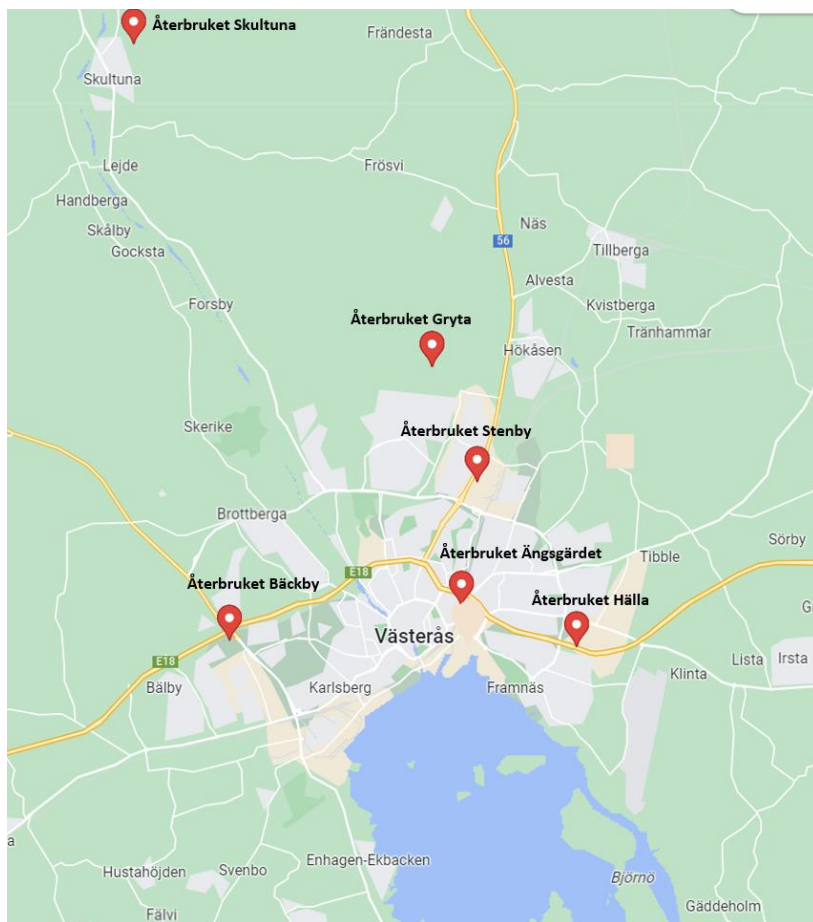 Återbruket Skultuna
Frändesta
Skultuna
Lejde
Frösvi
Handberga
Skålby
Gocksta
Näs
56
Tillberga
Alvesta
Forsby
Kvistberga
Återbruket Gryta
Tränhammar
Hökåsen
Skerike
Återbruket Stenby
Brottberga
Sörby
Återbruket Ängsgärdet
Tibble
E18
Återbruket Bäckby
Återbruket Hälla
Västerås
E18
Lista
Irsta
Klinta
Bälby
Karlsberg
Framnäs
Enhagen-Ekbacken
Hustahöjden
Svenbo
Björnö
Gäddeholm
Fälvi